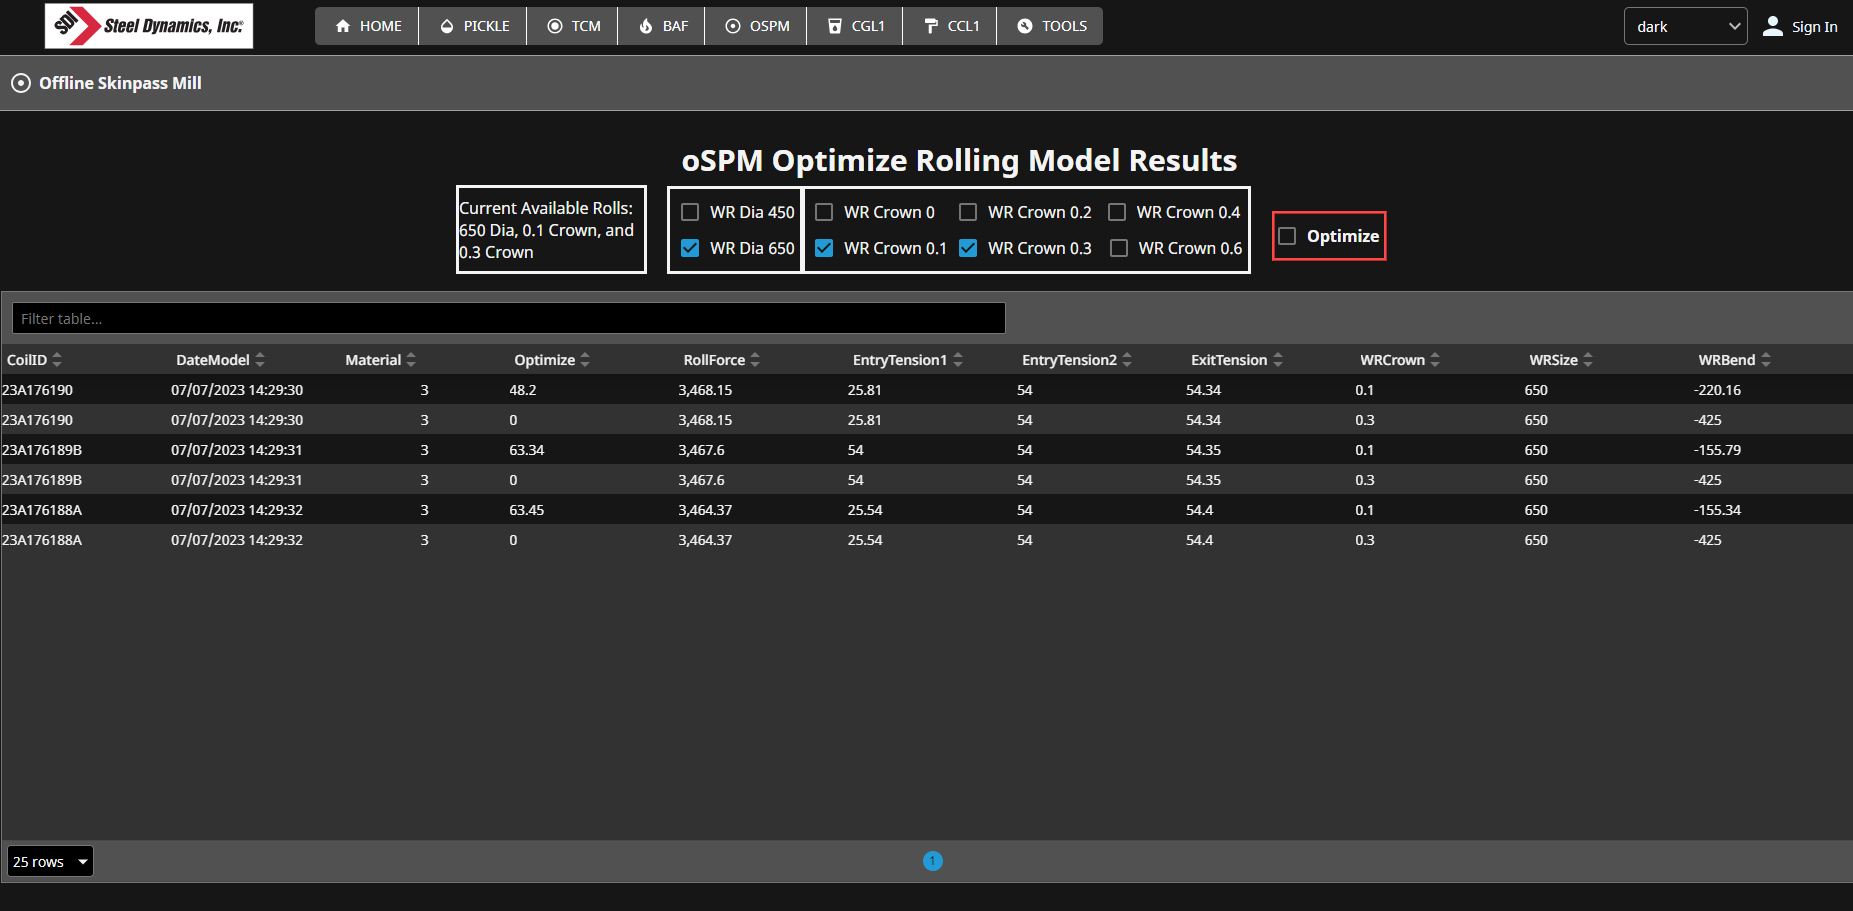 SDI Steel Dynamics, Inc.®
HOME PICKLE TCM BAF OSPM CGL1 CCL1 TOOLS
dark Sign In
Offline Skinpass Mill
oSPM Optimize Rolling Model Results
Current Available Rolls:
650 Dia, 0.1 Crown, and
0.3 Crown
WR Dia 450 WR Crown 0 WR Crown 0.2 WR Crown 0.4
WR Dia 650 WR Crown 0.1 WR Crown 0.3 WR Crown 0.6
Optimize
Filter table...
CoilID DateModel Material Optimize RollForce EntryTension1 EntryTension2 ExitTension WRCrown WRSize WRBend
23A176190 07/07/2023 14:29:30 3 48.2 3,468.15 25.81 54 54.34 0.1 650 -220.16
23A176190 07/07/2023 14:29:30 3 0 3,468.15 25.81 54 54.34 0.3 650 -425
23A176189B 07/07/2023 14:29:31 3 63.34 3,467.6 54 54 54.35 0.1 650 -155.79
23A176189B 07/07/2023 14:29:31 3 0 3,467.6 54 54 54.35 0.3 650 -425
23A176188A 07/07/2023 14:29:32 3 63.45 3,464.37 25.54 54 54.4 0.1 650 -155.34
23A176188A 07/07/2023 14:29:32 3 0 3,464.37 25.54 54 54.4 0.3 650 -425
25 rows 1